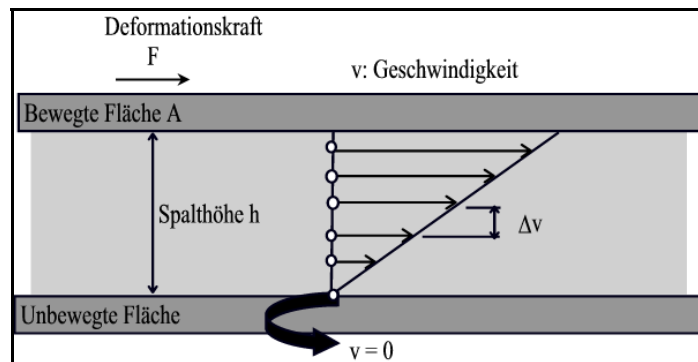 Deformationskraft
F
v: Geschwindigkeit
Bewegte Fläche A
Spalthöhe h
Δv
Unbewegte Fläche
v = 0